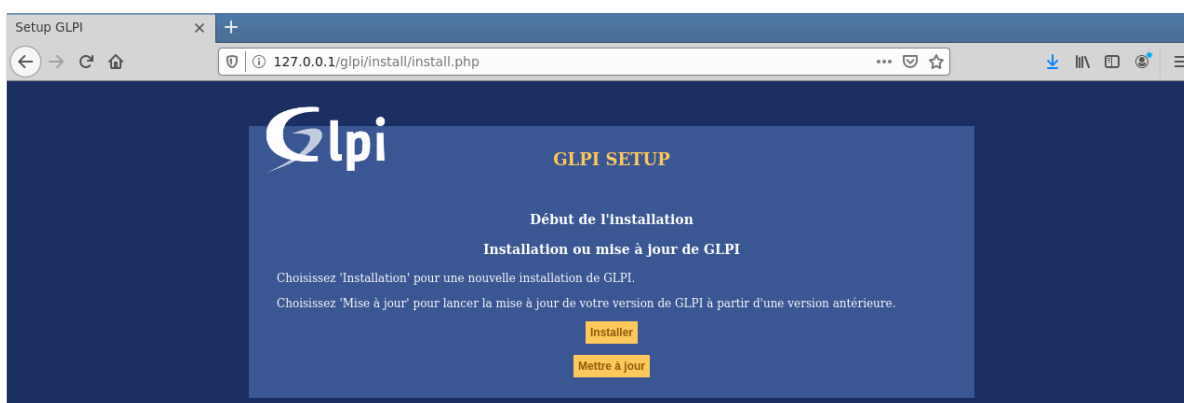 Setup GLPI
127.0.0.1/glpi/install/install.php
Glpi
GLPI SETUP
Début de l'installation
Installation ou mise à jour de GLPI
Choisissez 'Installation' pour une nouvelle installation de GLPI.
Choisissez 'Mise à jour' pour lancer la mise à jour de votre version de GLPI à partir d'une version antérieure.
Installer
Mettre à jour